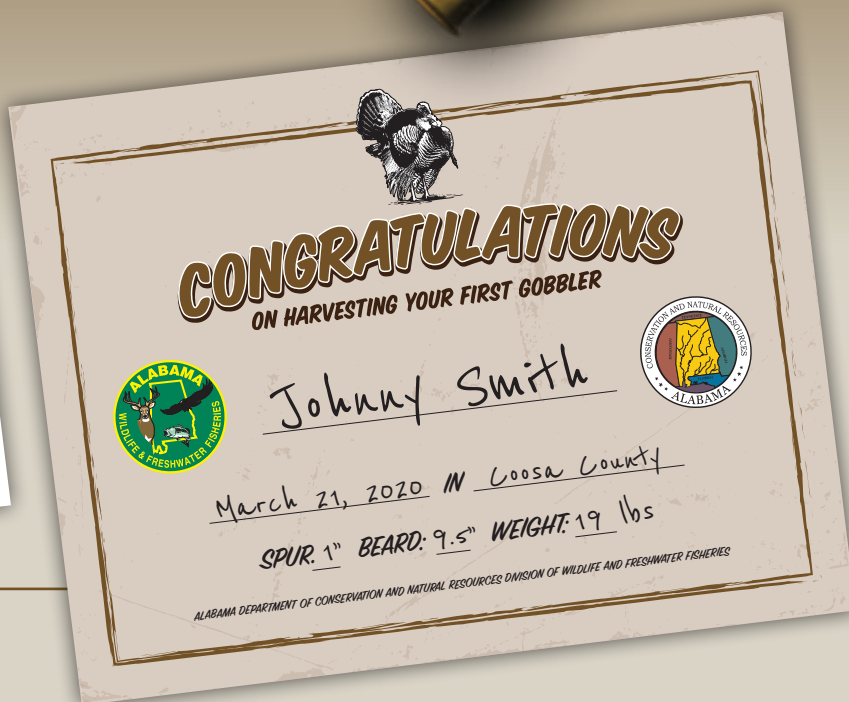 CONGRATULATIONS
ON HARVESTING YOUR FIRST GOBBLER
CONSERVATION AND NATURAL RESOURCES
ALABAMA
ALABAMA
WILDLIFE & FRESHWATER FISHERIES
Johnny Smith
March 21, 2020 IN Coosa County
SPUR: 1" BEARD: 9.5" WEIGHT: 19 lbs
ALABAMA DEPARTMENT OF CONSERVATION AND NATURAL RESOURCES DIVISION OF WILDLIFE AND FRESHWATER FISHERIES